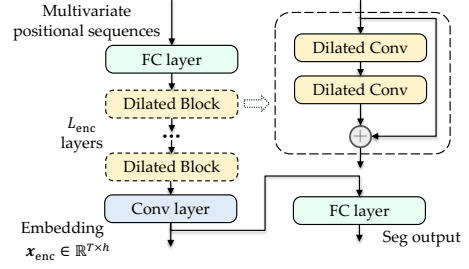 Multivariate
positional sequences
FC layer
Dilated Block
L_enc
layers
...
Dilated Block
Conv layer
Embedding
x_enc ∈ ℝ^{T×h}
Dilated Conv
Dilated Conv
+
FC layer
Seg output